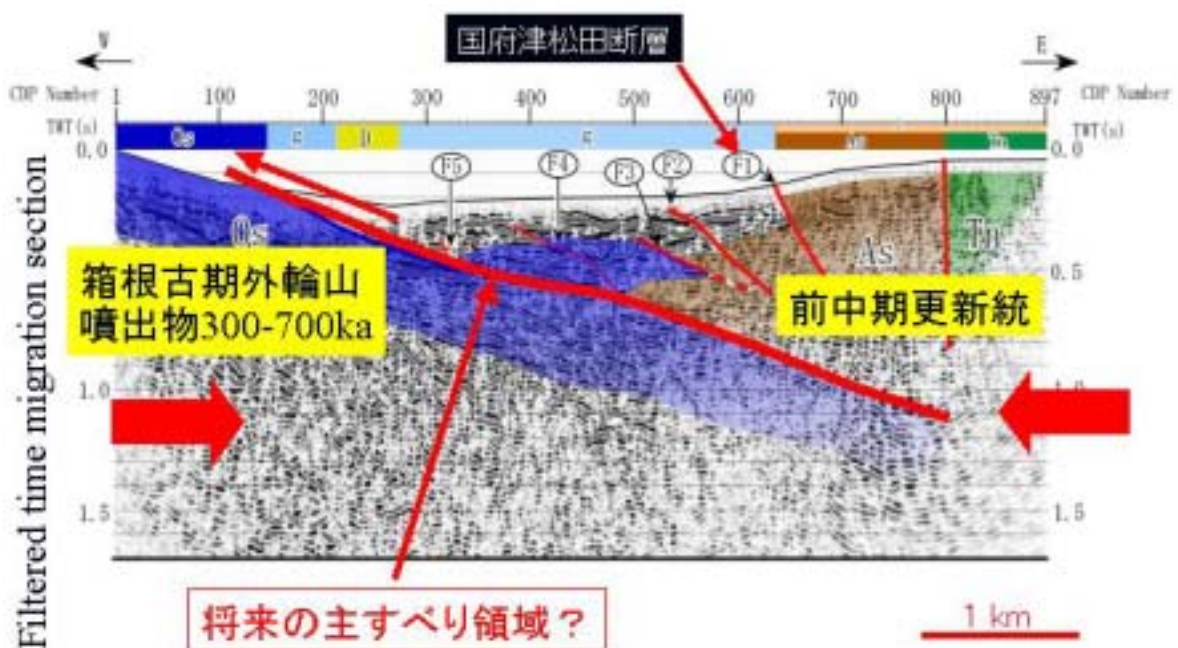 国府津松田断層
W
E
CDP Number 1 100 200 300 400 500 600 700 800 897 CDP Number
TWT(s)
TWT(s)
Qs
D
As
Tn
0.0
0.0
F5 F4 F3 F2 F1
Qs
As
Tn
0.5
箱根古期外輪山
噴出物300-700ka
前中期更新統
1.0
1.0
1.5
1.5
Filtered time migration section
将来の主すべり領域？
1 km